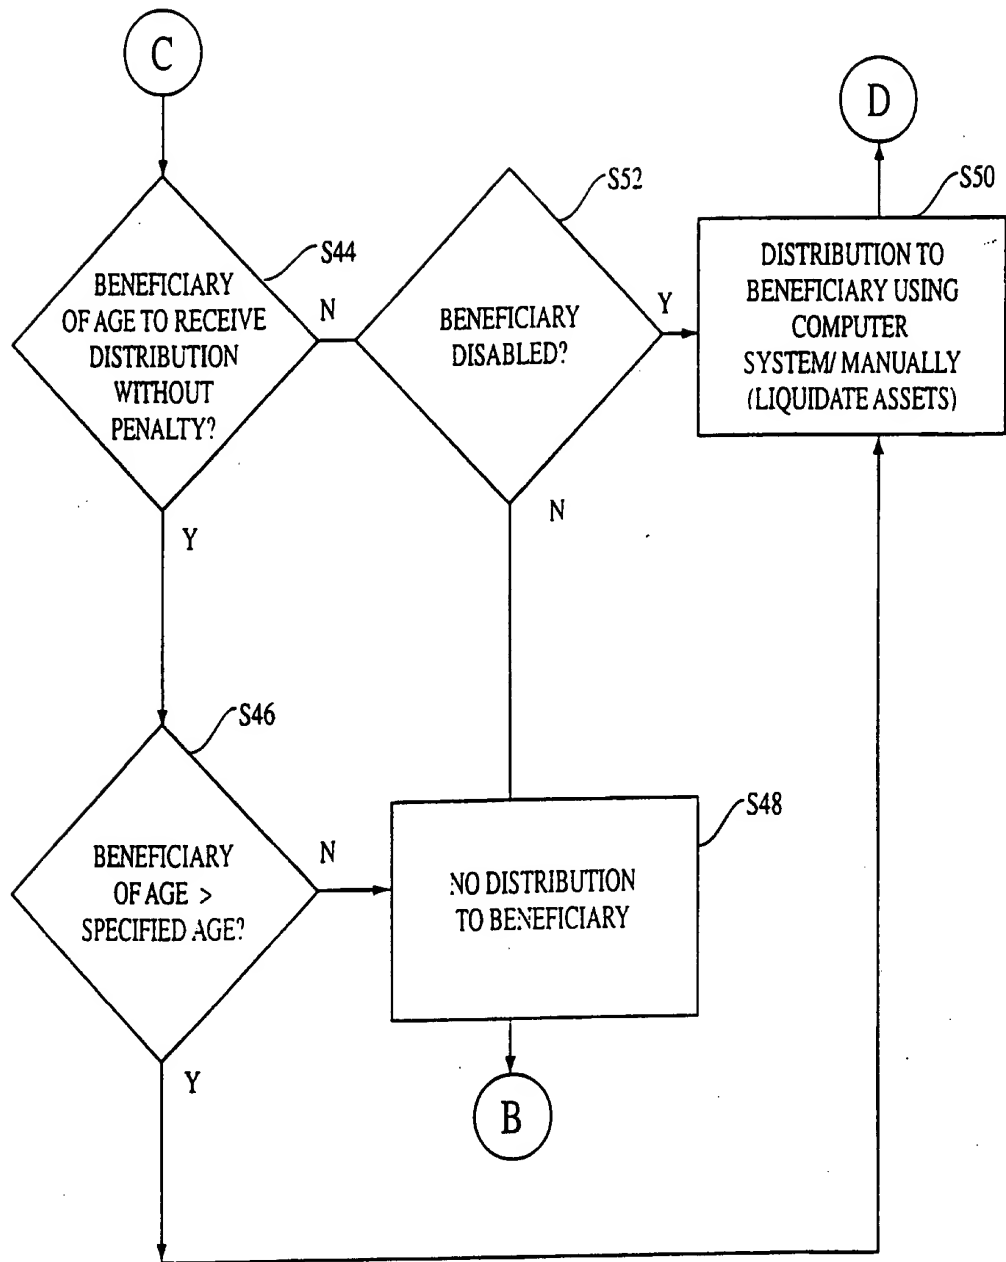 C
D
S52
S50
S44
BENEFICIARY
OF AGE TO RECEIVE
DISTRIBUTION
WITHOUT
PENALTY?
N
BENEFICIARY
DISABLED?
Y
DISTRIBUTION TO
BENEFICIARY USING
COMPUTER
SYSTEM/ MANUALLY
(LIQUIDATE ASSETS)
Y
N
S46
S48
BENEFICIARY
OF AGE >
SPECIFIED AGE?
N
NO DISTRIBUTION
TO BENEFICIARY
Y
B